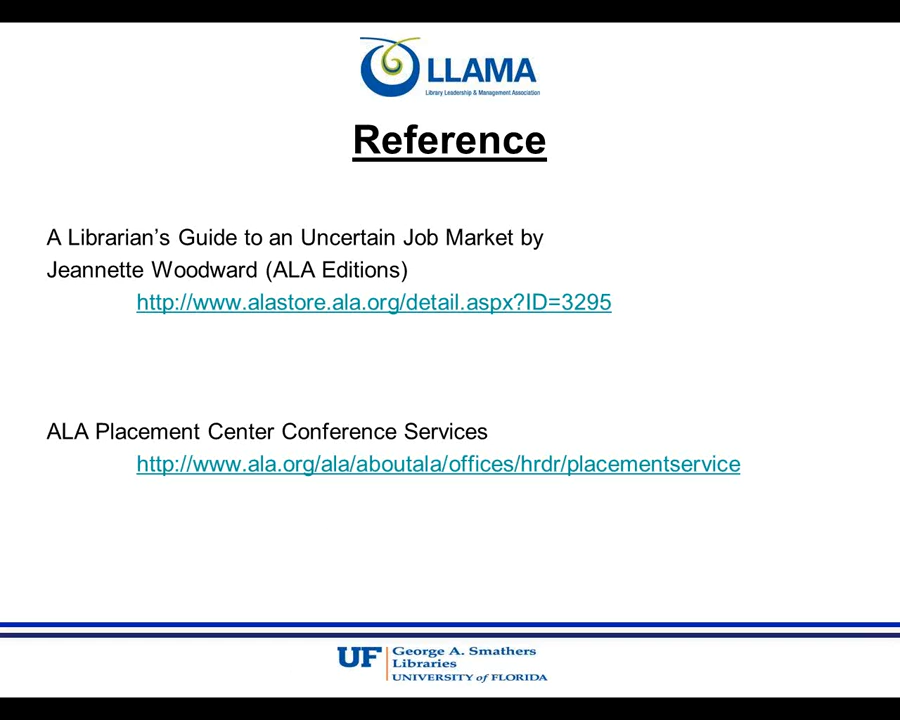 LLAMA
Library Leadership & Management Association
Reference
A Librarian’s Guide to an Uncertain Job Market by
Jeannette Woodward (ALA Editions)
http://www.alastore.ala.org/detail.aspx?ID=3295
ALA Placement Center Conference Services
http://www.ala.org/ala/aboutala/offices/hrdr/placementservice
UF
George A. Smathers
Libraries
UNIVERSITY of FLORIDA